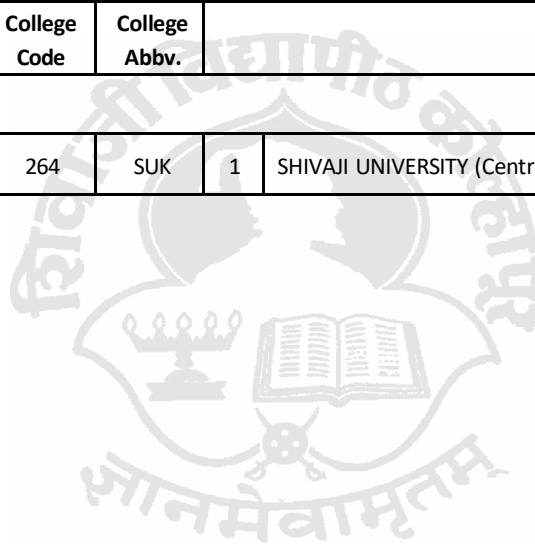 College Code College Abbv.
264 SUK 1 SHIVAJI UNIVERSITY (Centr
शिवाजी विद्यापीठ कोल्हापूर
ज्ञानमेवामृतम्